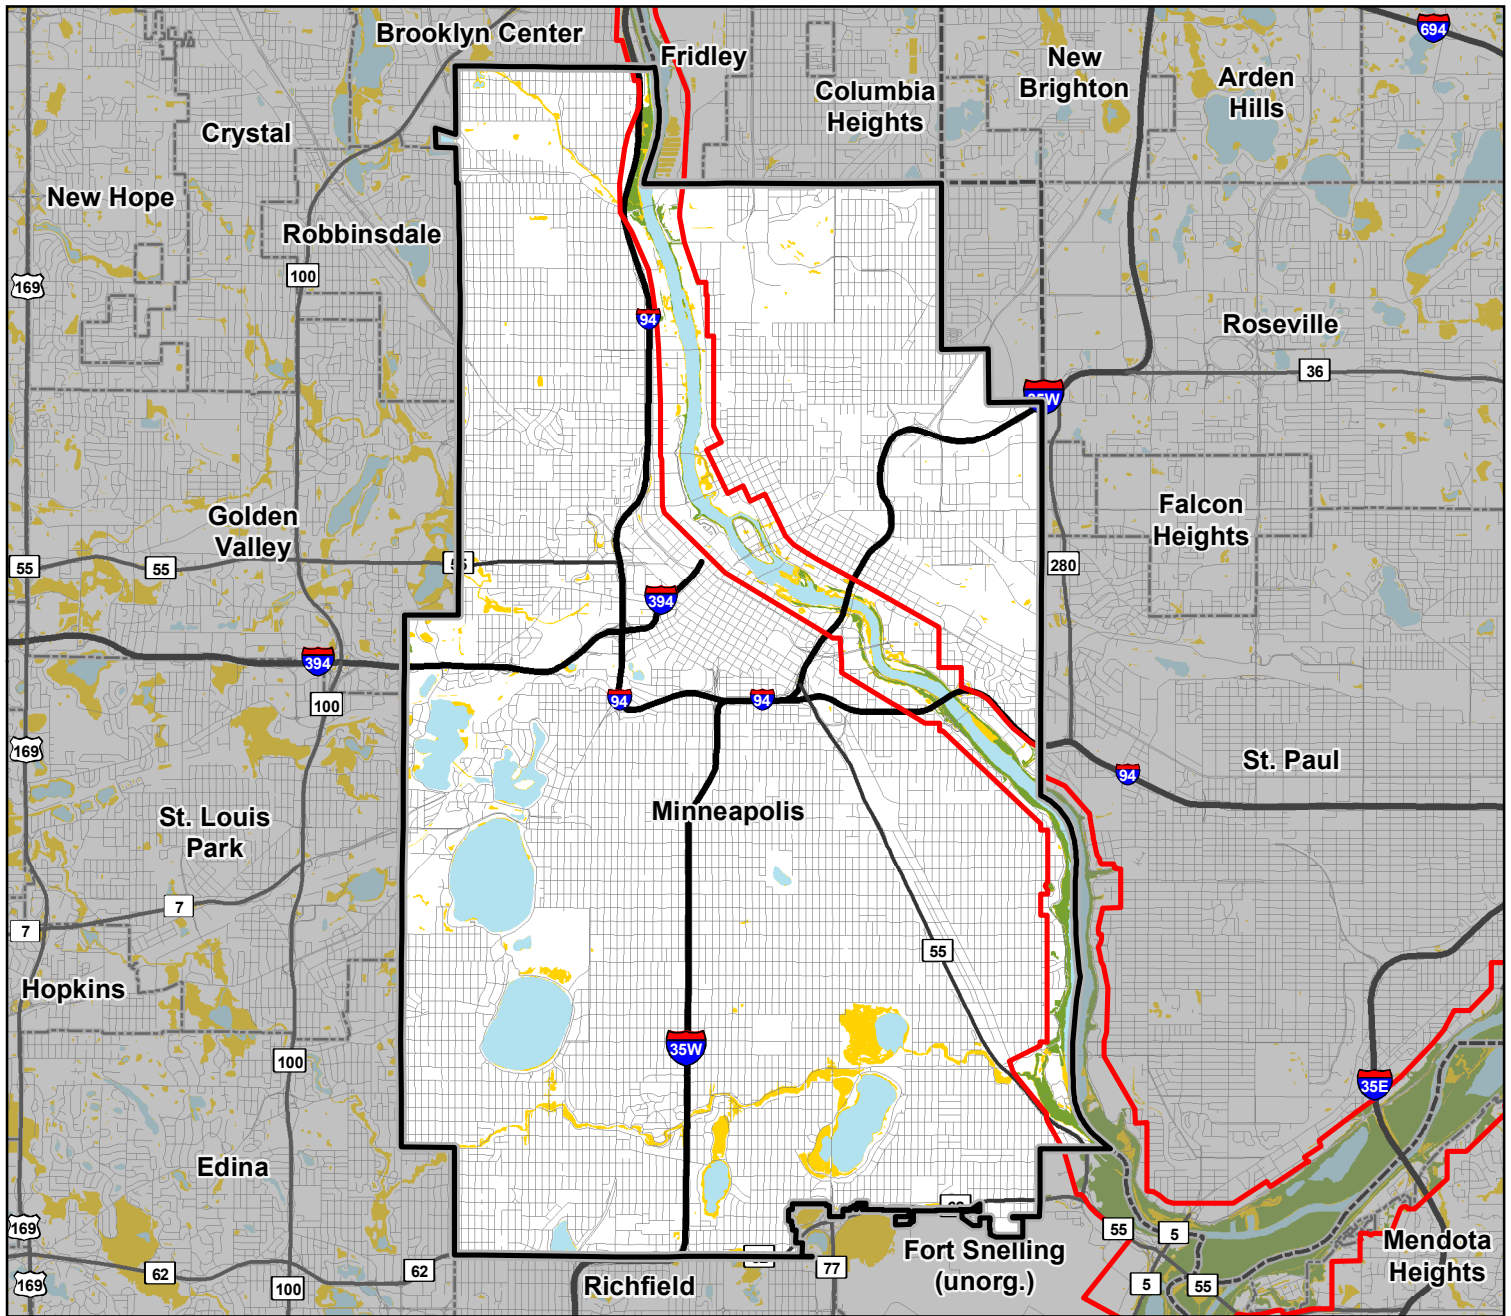 Brooklyn Center
Fridley
694
New
Brighton
Arden
Hills
Columbia
Heights
Crystal
New Hope
Robbinsdale
100
169
94
Roseville
36
35W
Golden
Valley
Falcon
Heights
55
55
55
280
394
394
94
94
100
169
St. Paul
94
Minneapolis
St. Louis
Park
7
7
55
Hopkins
35W
100
35E
Edina
169
55
5
Mendota
Heights
Fort Snelling
(unorg.)
62
62
77
169
100
Richfield
5
55